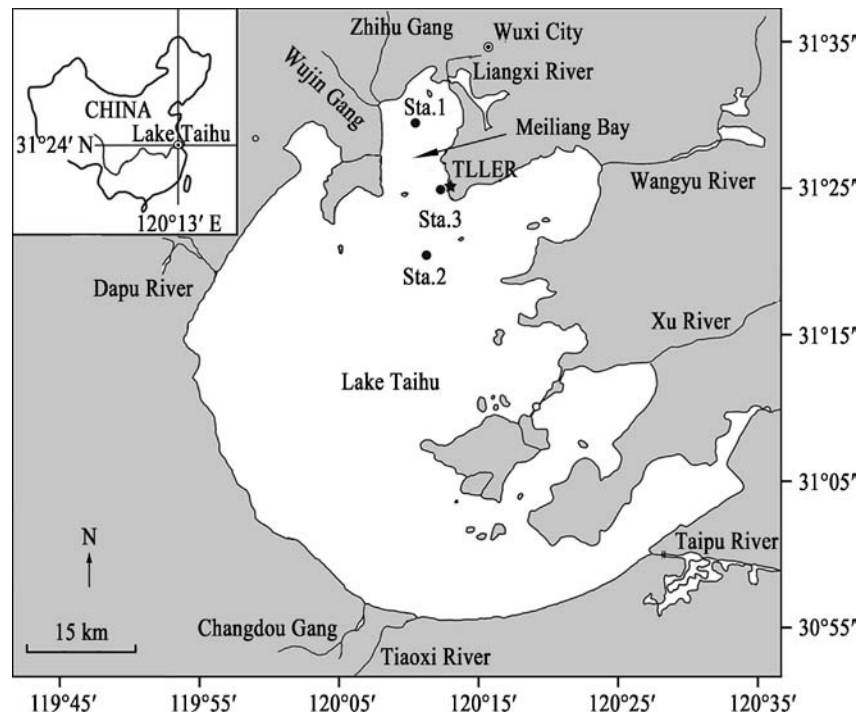 Zhihu Gang
Wuxi City
31°35′
Wujin Gang
Liangxi River
CHINA
Sta.1
Lake Taihu
31°24′ N
Meiliang Bay
TLLER
Wangyu River
31°25′
120°13′ E
Sta.3
Sta.2
Dapu River
Xu River
31°15′
Lake Taihu
31°05′
N
Taipu River
15 km
Changdou Gang
30°55′
Tiaoxi River
119°45′ 119°55′ 120°05′ 120°15′ 120°25′ 120°35′